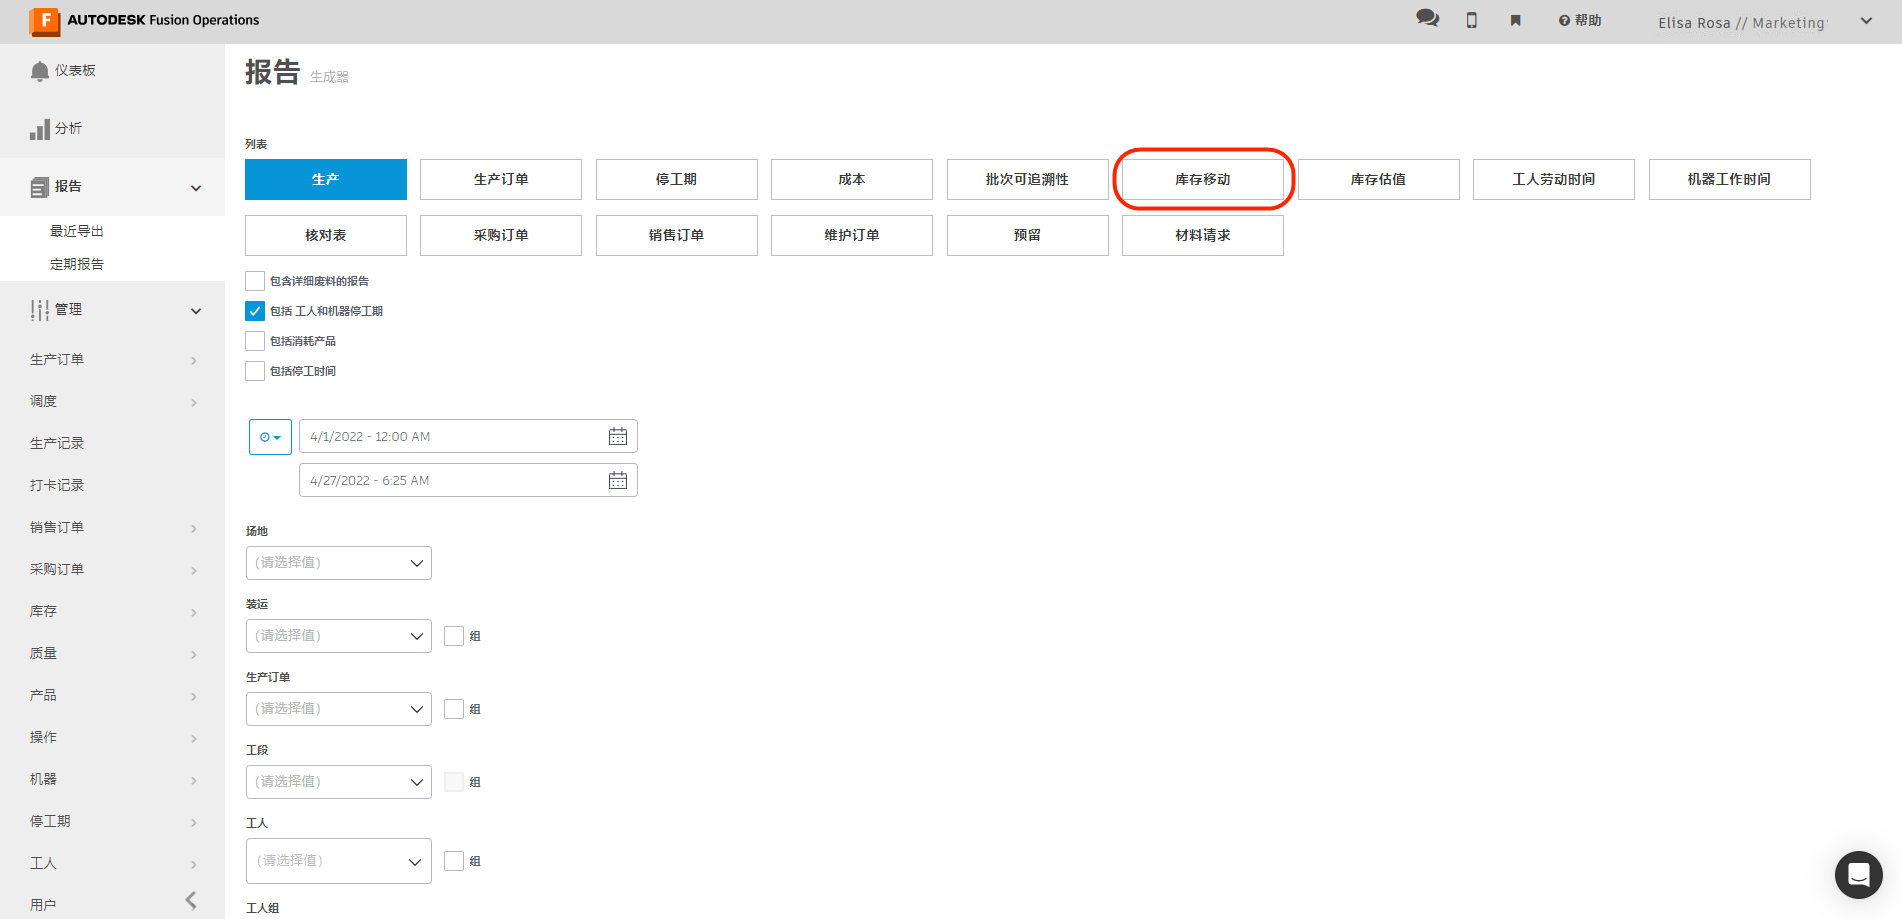 AUTODESK Fusion Operations
帮助
Elisa Rosa // Marketing
仪表板
分析
报告
最近导出
定期报告
管理
生产订单
调度
生产记录
打卡记录
销售订单
采购订单
库存
质量
产品
操作
机器
停工期
工人
用户
报告 生成器
列表
生产 生产订单 停工期 成本 批次可追溯性 库存移动 库存估值 工人劳动时间 机器工作时间
核对表 采购订单 销售订单 维护订单 预留 材料请求
包含详细废料的报告
包括 工人和机器停工期
包括消耗产品
包括停工时间
4/1/2022 - 12:00 AM
4/27/2022 - 6:25 AM
场地
(请选择值)
装运
(请选择值) 组
生产订单
(请选择值) 组
工段
(请选择值) 组
工人
(请选择值) 组
工人组